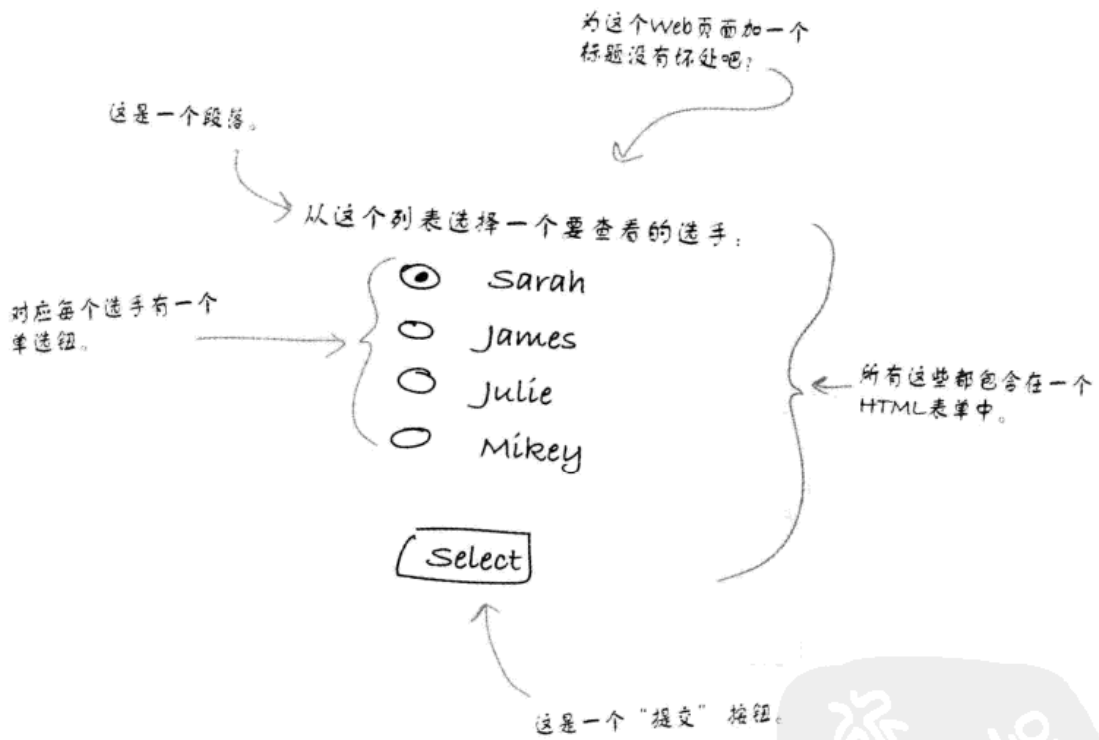 为这个Web页面加一个
标题没有坏处吧?
这是一个段落。
从这个列表选择一个要查看的选手:
Sarah
对应每个选手有一个
单选钮。
James
Julie
所有这些都包含在一个
HTML表单中。
Mikey
Select
这是一个“提交”按钮。